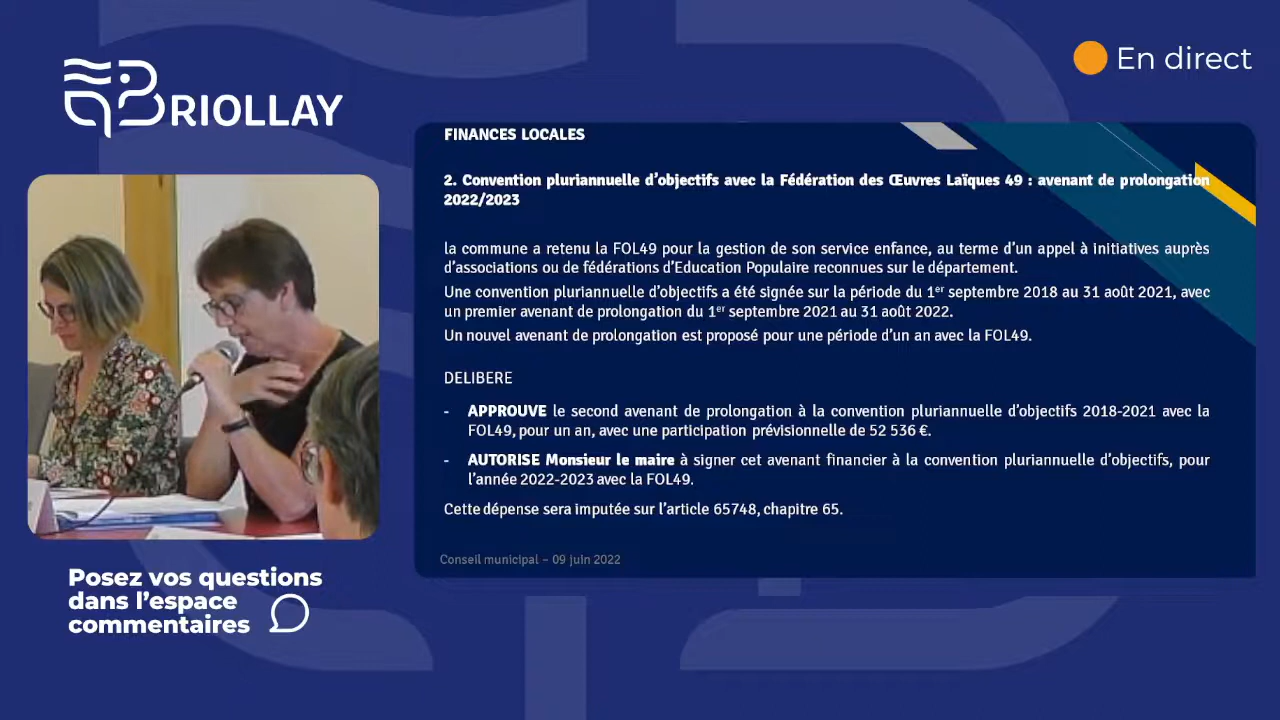 BRIOLLAY
En direct
FINANCES LOCALES
2. Convention pluriannuelle d’objectifs avec la Fédération des Œuvres Laïques 49 : avenant de prolongation
2022/2023
la commune a retenu la FOL49 pour la gestion de son service enfance, au terme d’un appel à initiatives auprès
d’associations ou de fédérations d’Education Populaire reconnues sur le département.
Une convention pluriannuelle d’objectifs a été signée sur la période du 1er septembre 2018 au 31 août 2021, avec
un premier avenant de prolongation du 1er septembre 2021 au 31 août 2022.
Un nouvel avenant de prolongation est proposé pour une période d’un an avec la FOL49.
DELIBERE
- APPROUVE le second avenant de prolongation à la convention pluriannuelle d’objectifs 2018-2021 avec la
FOL49, pour un an, avec une participation prévisionnelle de 52 536 €.
- AUTORISE Monsieur le maire à signer cet avenant financier à la convention pluriannuelle d’objectifs, pour
l’année 2022-2023 avec la FOL49.
Cette dépense sera imputée sur l’article 65748, chapitre 65.
Conseil municipal – 09 juin 2022
Posez vos questions
dans l’espace
commentaires